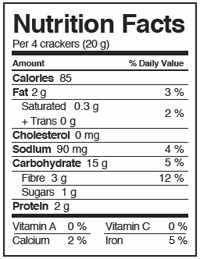 Nutrition Facts
Per 4 crackers (20 g)
Amount % Daily Value
Calories 85
Fat 2 g 3 %
Saturated 0.3 g
2 %
+ Trans 0 g
Cholesterol 0 mg
Sodium 90 mg 4 %
Carbohydrate 15 g 5 %
Fibre 3 g 12 %
Sugars 1 g
Protein 2 g
Vitamin A 0 % Vitamin C 0 %
Calcium 2 % Iron 5 %